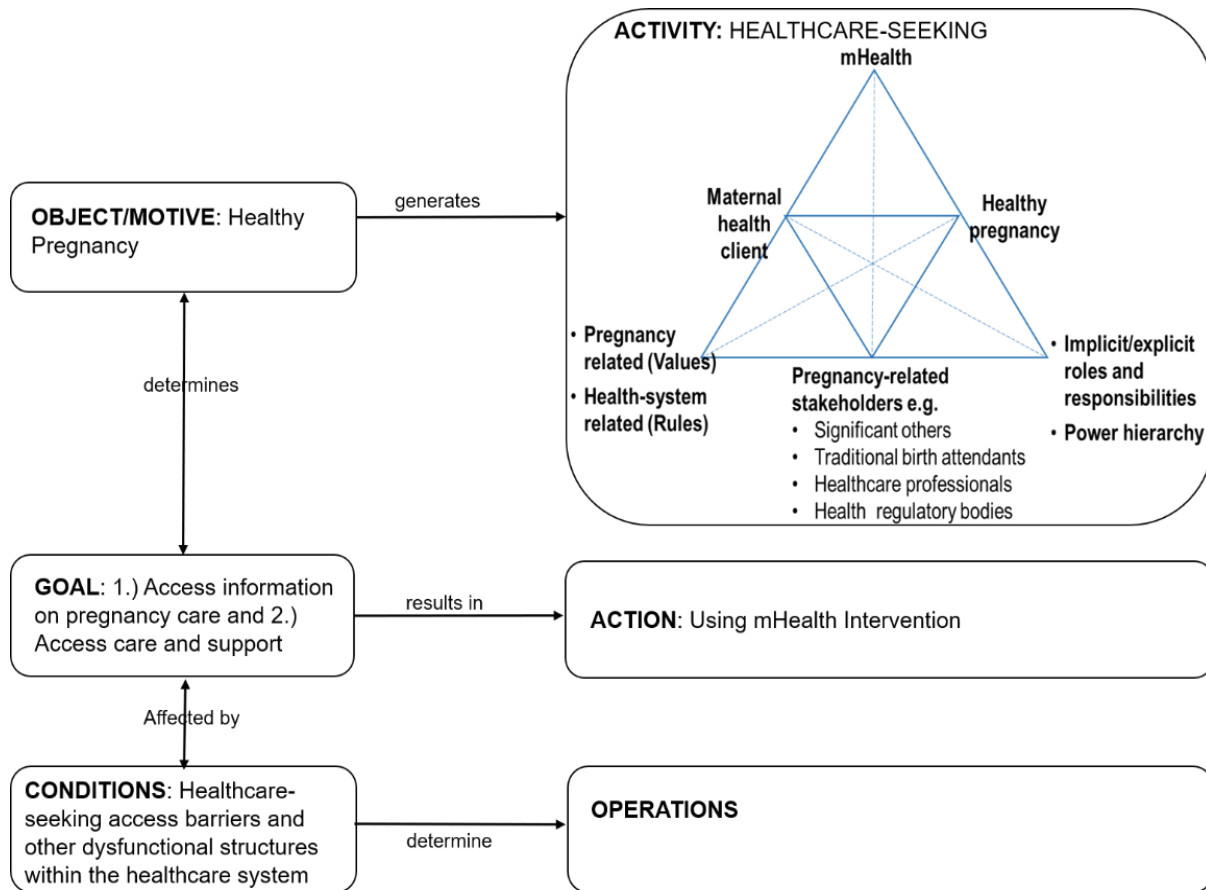 ACTIVITY: HEALTHCARE-SEEKING
mHealth
OBJECT/MOTIVE: Healthy
Pregnancy
generates
Maternal
health
client
Healthy
pregnancy
• Pregnancy
related (Values)
• Health-system
related (Rules)
Pregnancy-related
stakeholders e.g.
• Significant others
• Traditional birth attendants
• Healthcare professionals
• Health regulatory bodies
• Implicit/explicit
roles and
responsibilities
• Power hierarchy
determines
GOAL: 1.) Access information
on pregnancy care and 2.)
Access care and support
results in
ACTION: Using mHealth Intervention
Affected by
CONDITIONS: Healthcare-
seeking access barriers and
other dysfunctional structures
within the healthcare system
determine
OPERATIONS